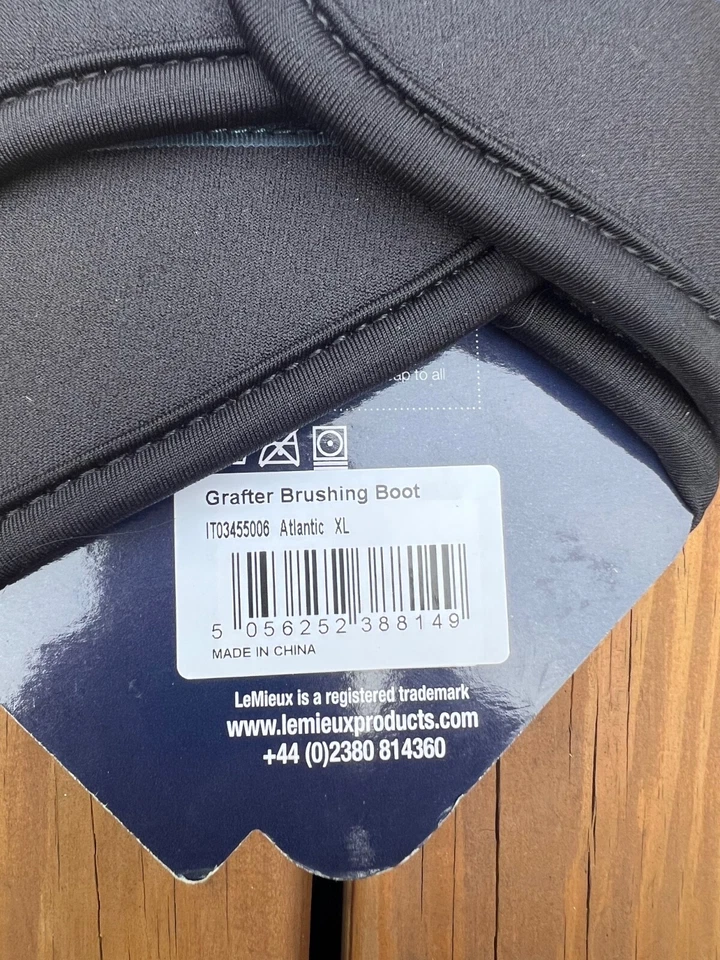 to all
Grafter Brushing Boot
IT03455006 Atlantic XL
5 056252 388149
MADE IN CHINA
LeMieux is a registered trademark
www.lemieuxproducts.com
+44 (0)2380 814360